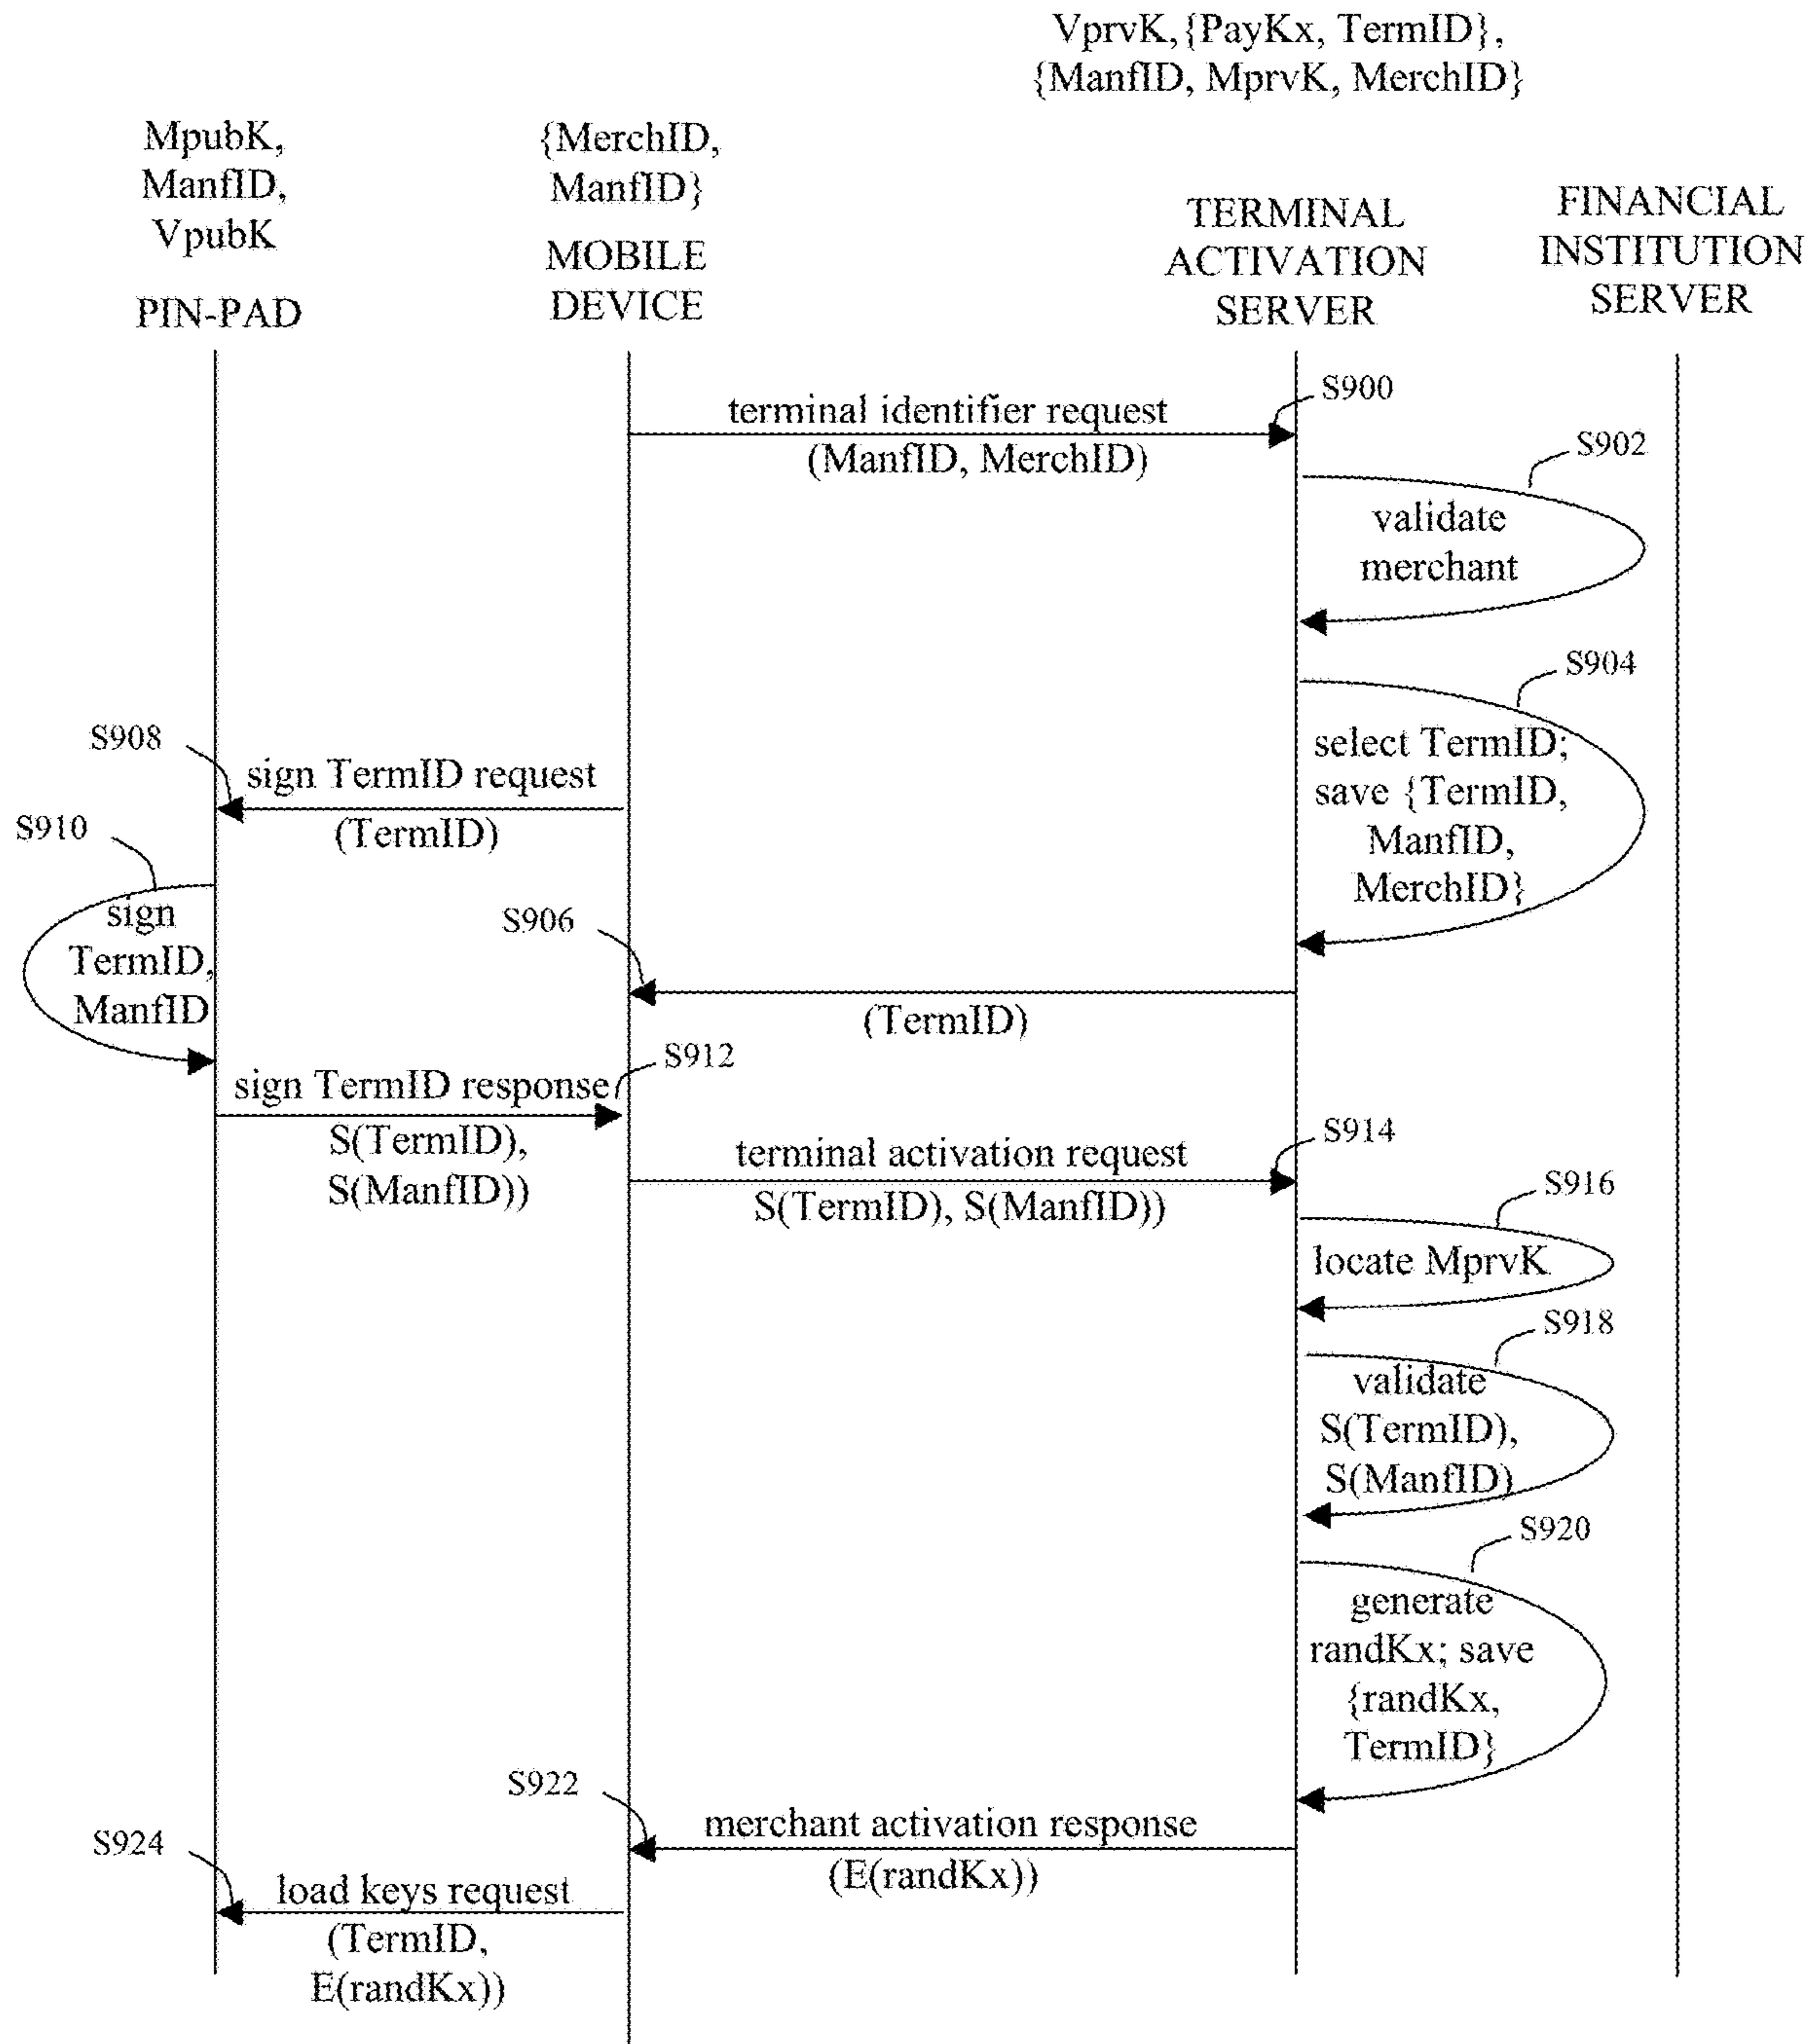 VprvK,{PayKx, TermID},
{ManfID, MprvK, MerchID}
MpubK,
ManfID,
VpubK
PIN-PAD
{MerchID,
ManfID}
MOBILE
DEVICE
TERMINAL
ACTIVATION
SERVER
FINANCIAL
INSTITUTION
SERVER
S900
terminal identifier request
(ManfID, MerchID)
S902
validate
merchant
S904
select TermID;
save {TermID,
ManfID,
MerchID}
S908
sign TermID request
(TermID)
S910
sign
TermID,
ManfID
S906
(TermID)
S912
sign TermID response
S(TermID),
S(ManfID))
S914
terminal activation request
S(TermID), S(ManfID))
S916
locate MprvK
S918
validate
S(TermID),
S(ManfID)
S920
generate
randKx; save
{randKx,
TermID}
S922
merchant activation response
(E(randKx))
S924
load keys request
(TermID,
E(randKx))